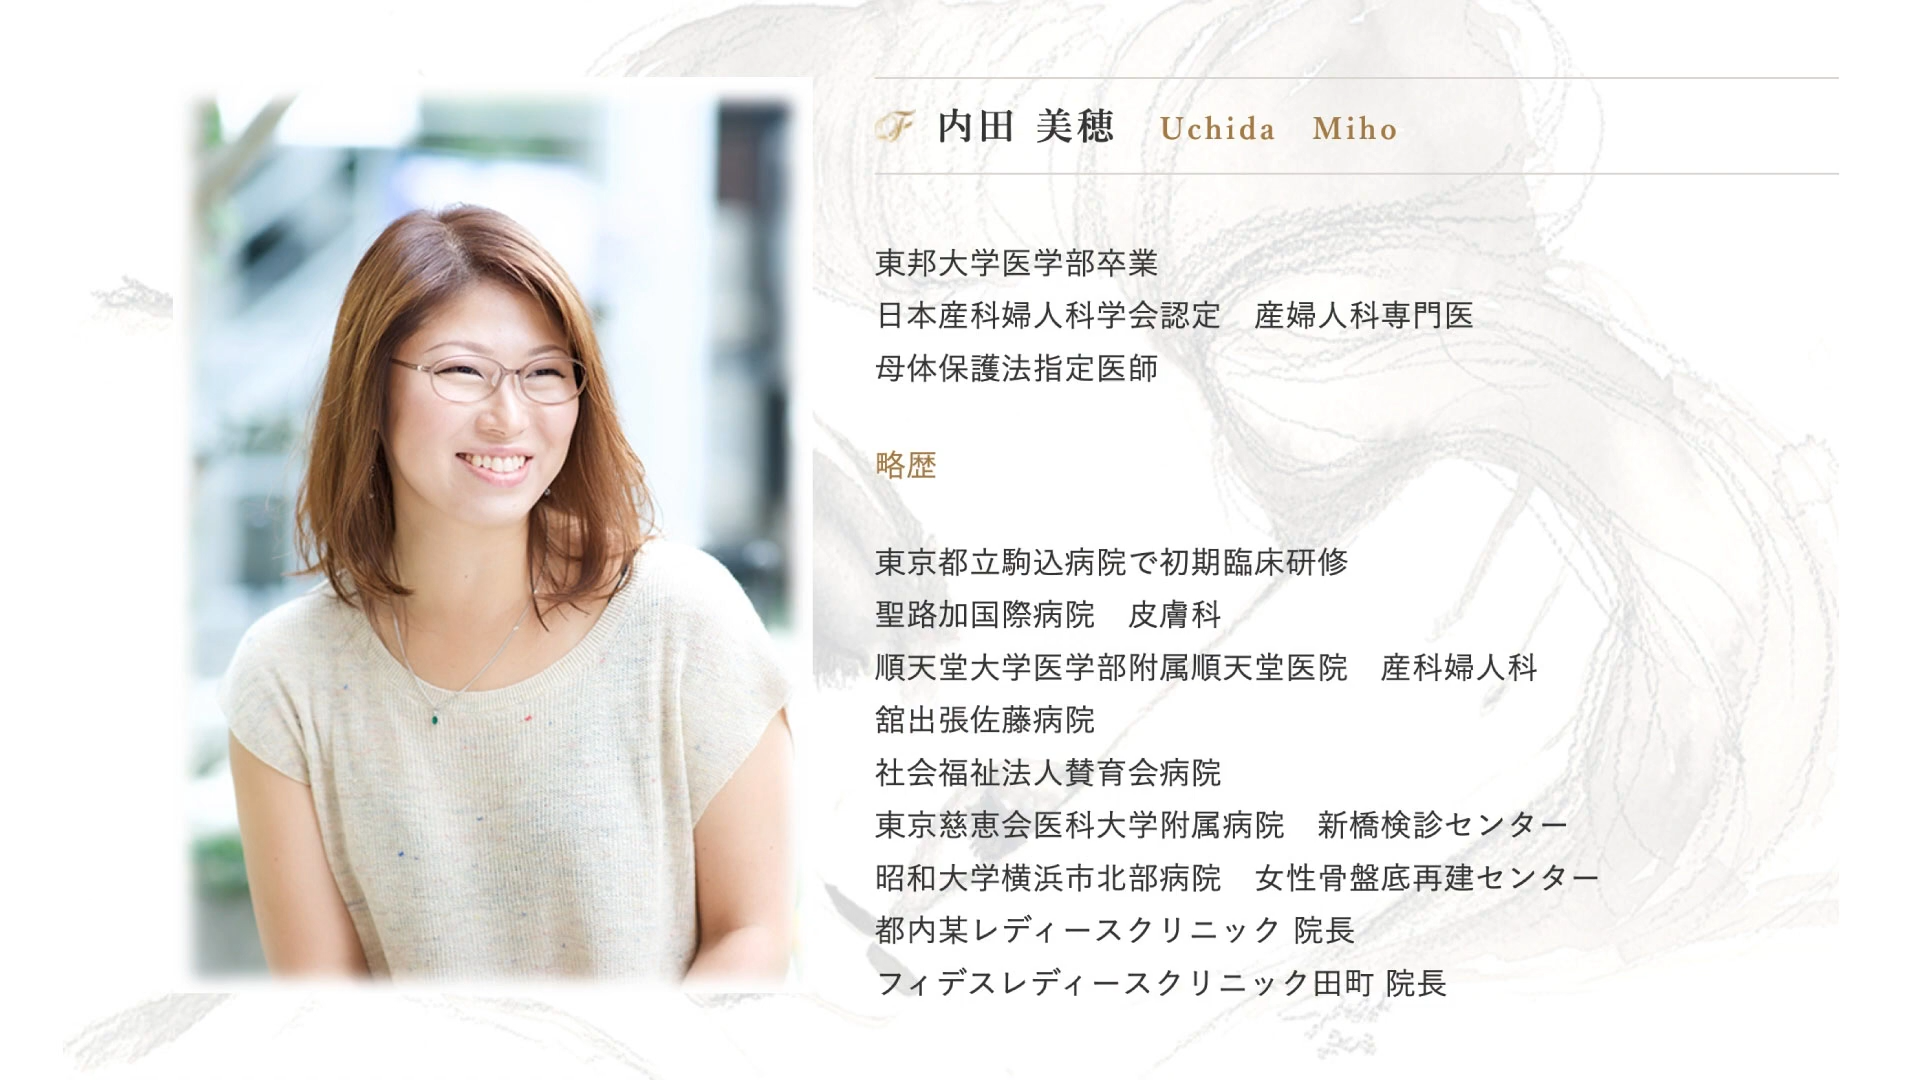 内田 美穂　Uchida　Miho
東邦大学医学部卒業
日本産科婦人科学会認定　産婦人科専門医
母体保護法指定医師
略歴
東京都立駒込病院で初期臨床研修
聖路加国際病院　皮膚科
順天堂大学医学部附属順天堂医院　産科婦人科
舘出張佐藤病院
社会福祉法人賛育会病院
東京慈恵会医科大学附属病院　新橋検診センター
昭和大学横浜市北部病院　女性骨盤底再建センター
都内某レディースクリニック 院長
フィデスレディースクリニック田町 院長